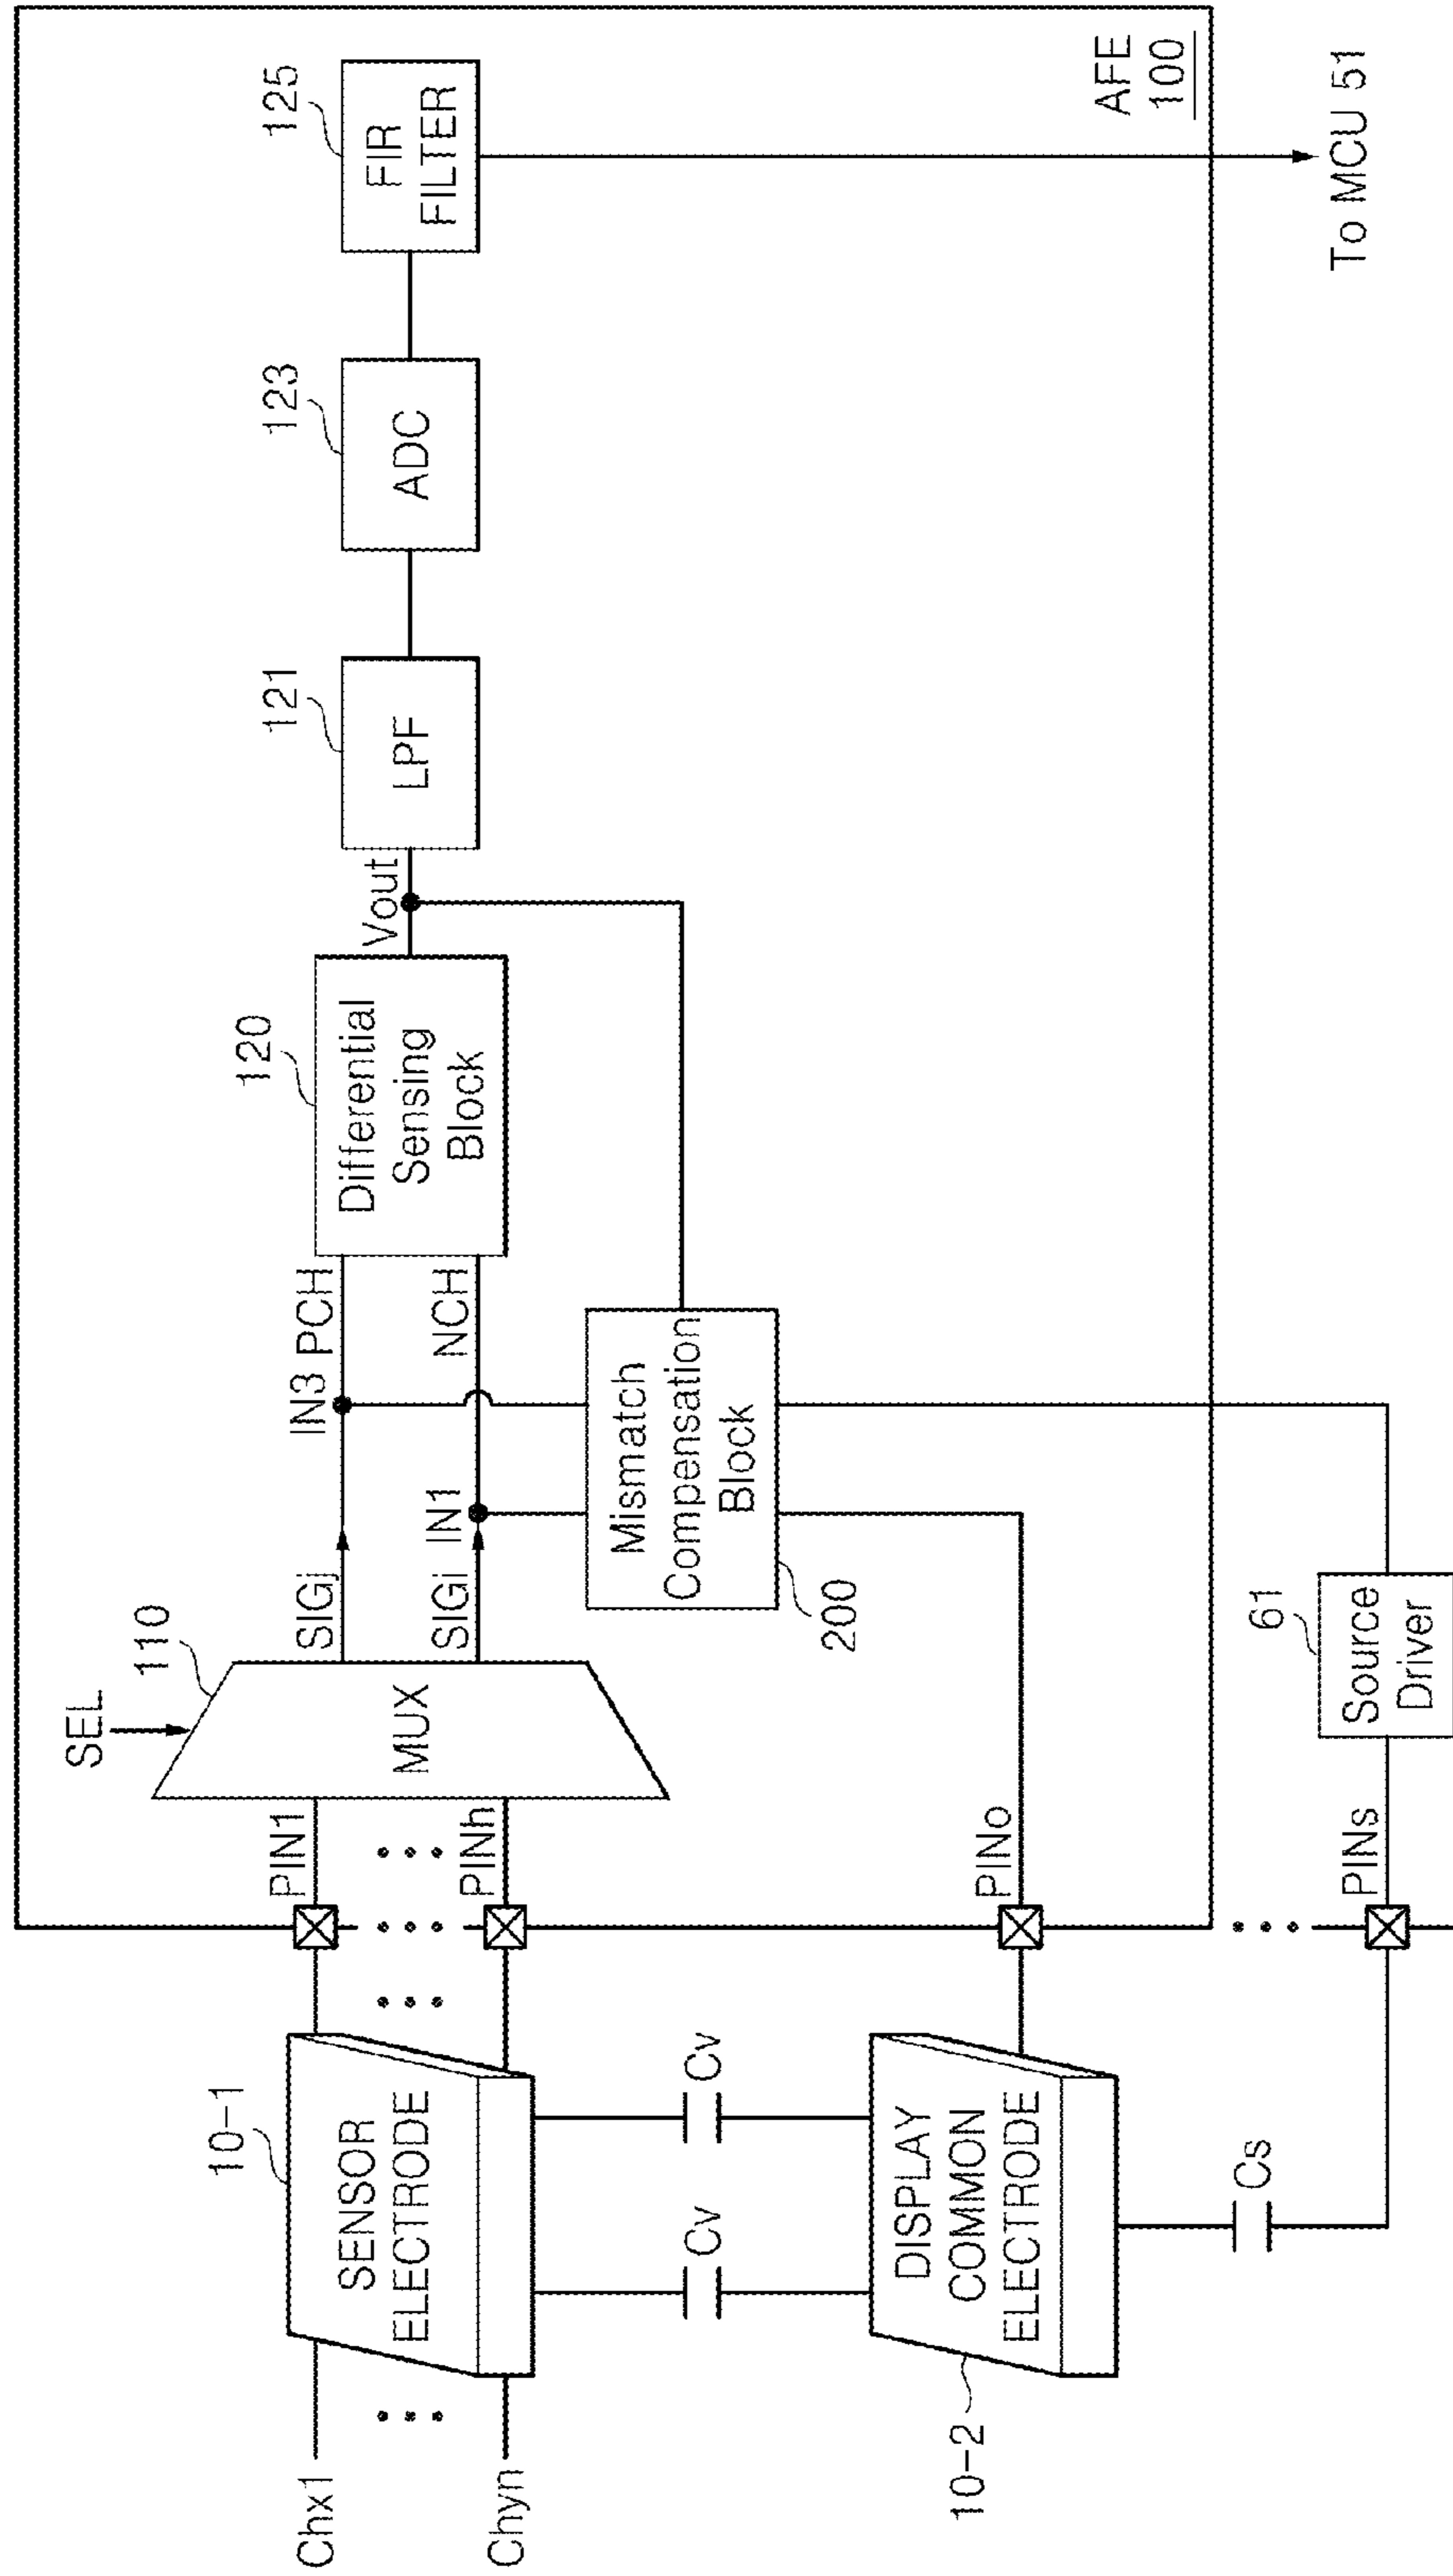 SEL
110
120
121
123
125
Chx1
Chyn
10-1
SENSOR
ELECTRODE
PIN1
PINh
MUX
SIGj
SIGi
IN3
IN1
PCH
NCH
Differential
Sensing
Block
Vout
LPF
ADC
FIR
FILTER
Cv
Cv
Mismatch
Compensation
Block
200
10-2
DISPLAY
COMMON
ELECTRODE
PINo
AFE
100
Cs
PINs
61
Source
Driver
To MCU 51